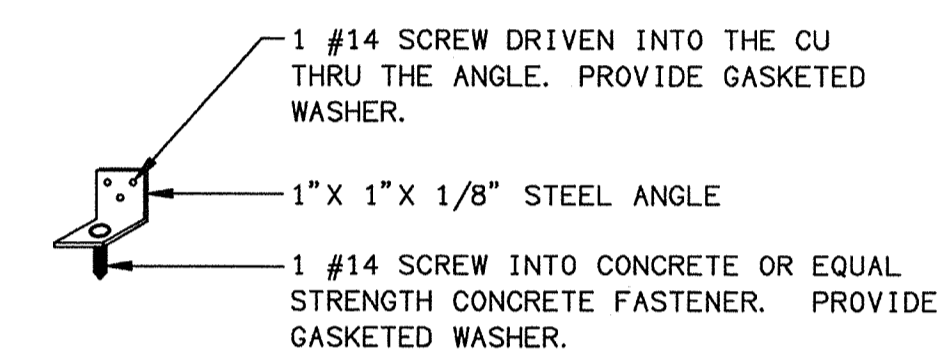 1 #14 SCREW DRIVEN INTO THE CU
THRU THE ANGLE. PROVIDE GASKETED
WASHER.
1" X 1" X 1/8" STEEL ANGLE
1 #14 SCREW INTO CONCRETE OR EQUAL
STRENGTH CONCRETE FASTENER. PROVIDE
GASKETED WASHER.